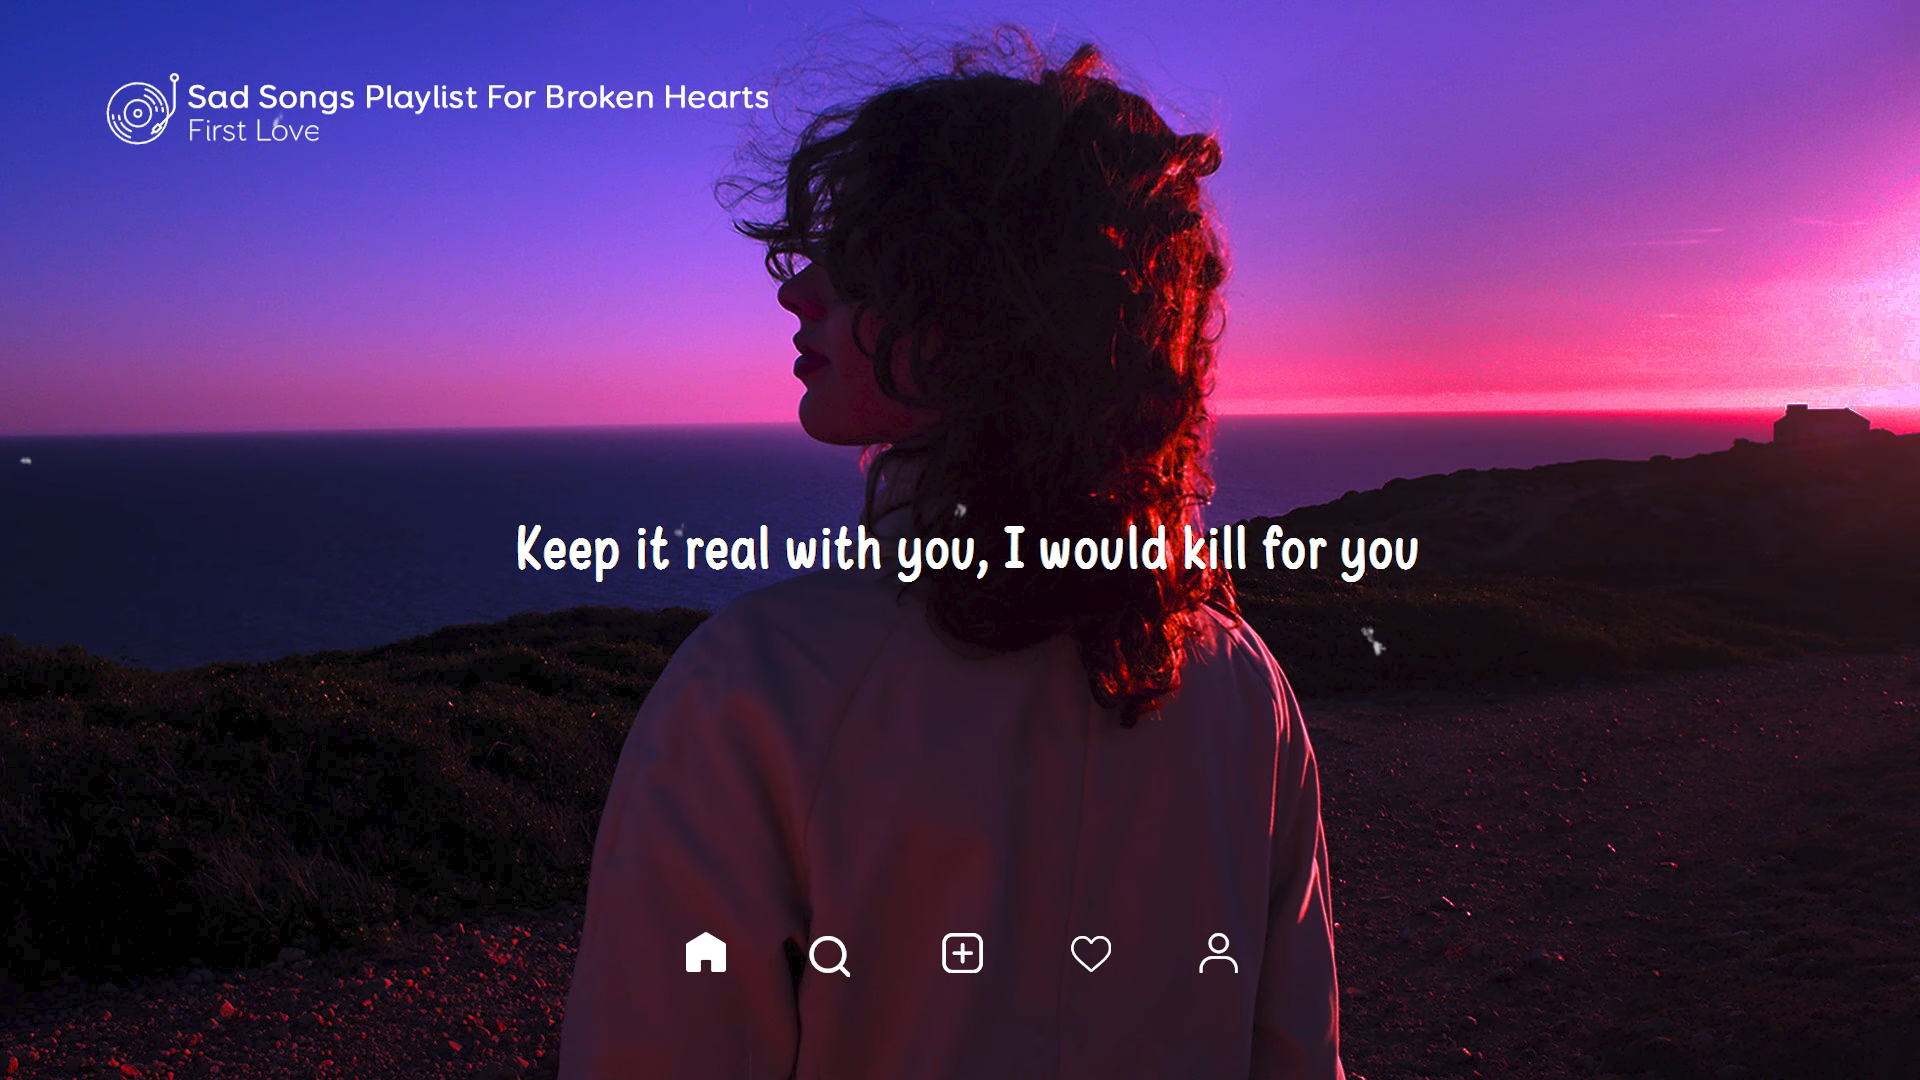 Sad Songs Playlist For Broken Hearts
First Love
Keep it real with you, I would kill for you